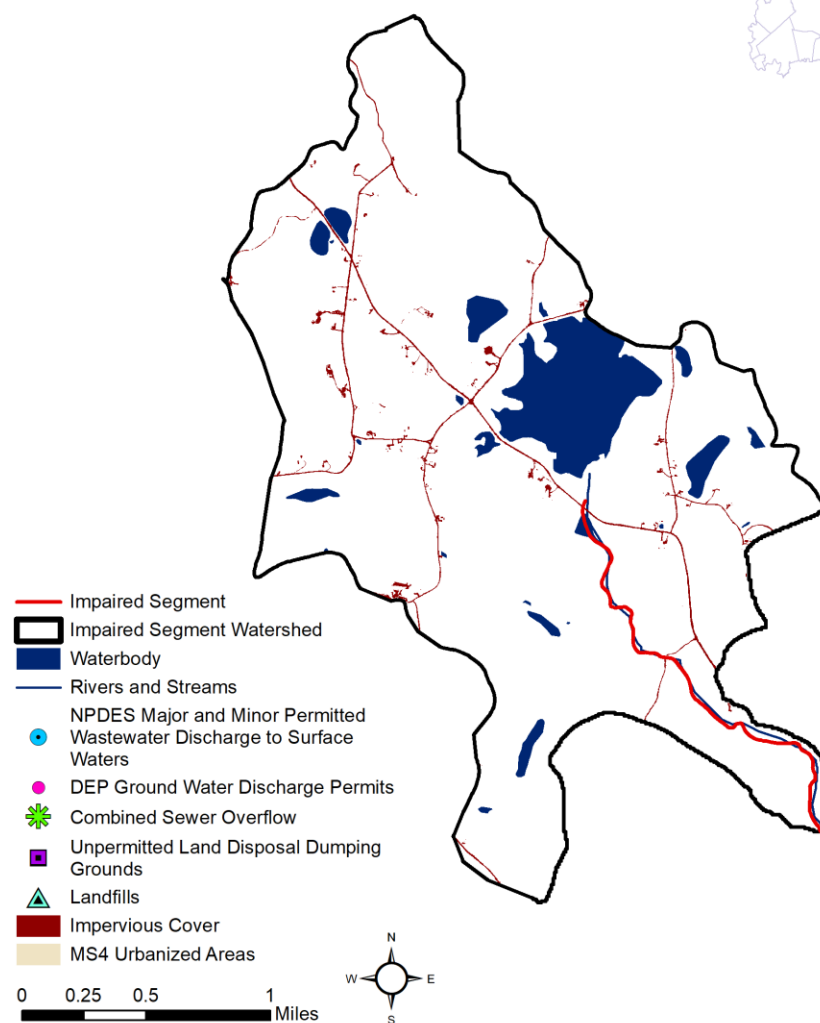 Impaired Segment
Impaired Segment Watershed
Waterbody
Rivers and Streams
NPDES Major and Minor Permitted
Wastewater Discharge to Surface
Waters
DEP Ground Water Discharge Permits
Combined Sewer Overflow
Unpermitted Land Disposal Dumping
Grounds
Landfills
Impervious Cover
MS4 Urbanized Areas
N
W E
S
0 0.25 0.5 1
Miles